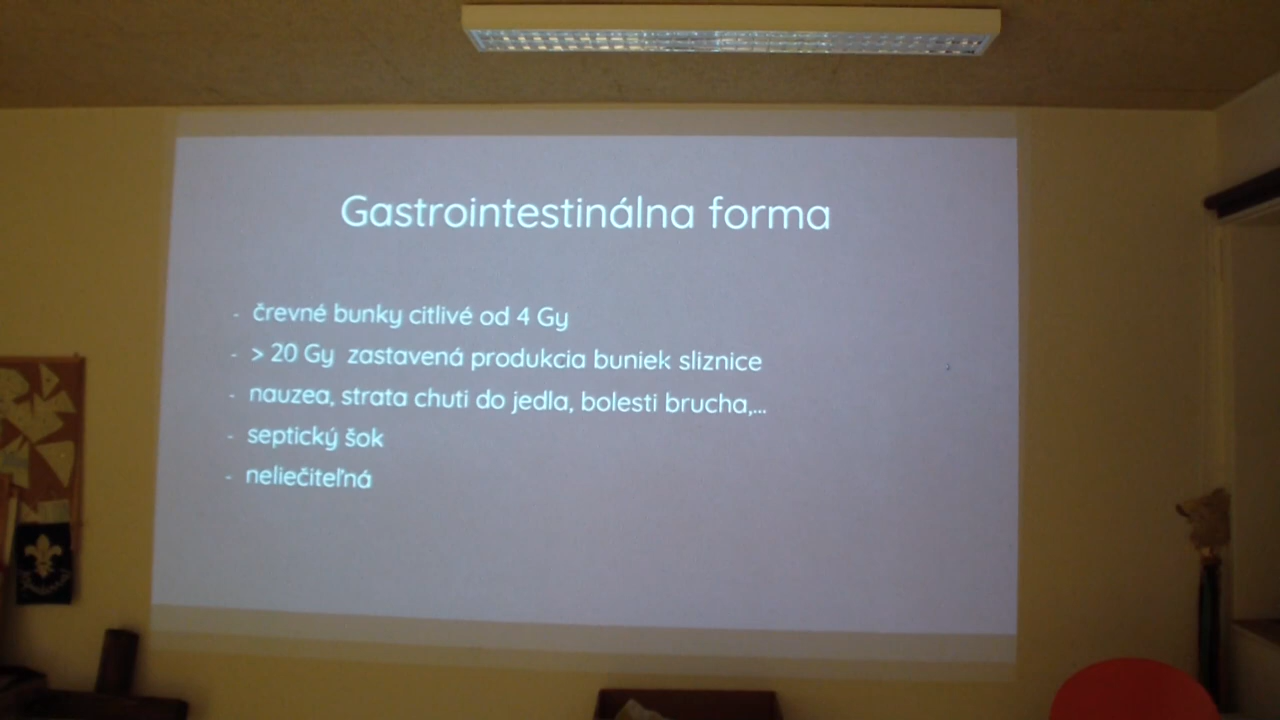 Gastrointestinálna forma
- črevné bunky citlivé od 4 Gy
- > 20 Gy zastavená produkcia buniek sliznice
- nauzea, strata chuti do jedla, bolesti brucha,...
- septický šok
- neliečiteľná